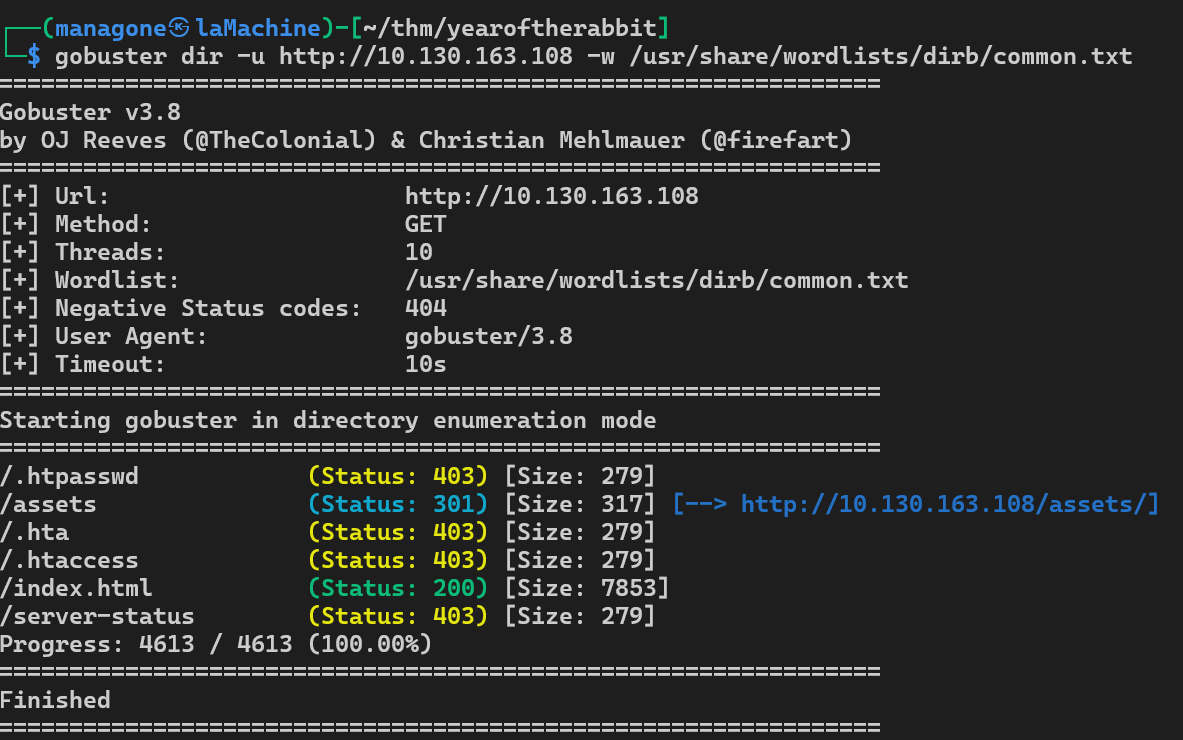 ┌──(managone㉿laMachine)-[~/thm/yearoftherabbit]
└─$ gobuster dir -u http://10.130.163.108 -w /usr/share/wordlists/dirb/common.txt
===============================================================
Gobuster v3.8
by OJ Reeves (@TheColonial) & Christian Mehlmauer (@firefart)
===============================================================
[+] Url:                     http://10.130.163.108
[+] Method:                  GET
[+] Threads:                 10
[+] Wordlist:                /usr/share/wordlists/dirb/common.txt
[+] Negative Status codes:   404
[+] User Agent:              gobuster/3.8
[+] Timeout:                 10s
===============================================================
Starting gobuster in directory enumeration mode
===============================================================
/.htpasswd            (Status: 403) [Size: 279]
/assets               (Status: 301) [Size: 317] [--> http://10.130.163.108/assets/]
/.hta                 (Status: 403) [Size: 279]
/.htaccess            (Status: 403) [Size: 279]
/index.html           (Status: 200) [Size: 7853]
/server-status        (Status: 403) [Size: 279]
Progress: 4613 / 4613 (100.00%)
===============================================================
Finished
===============================================================